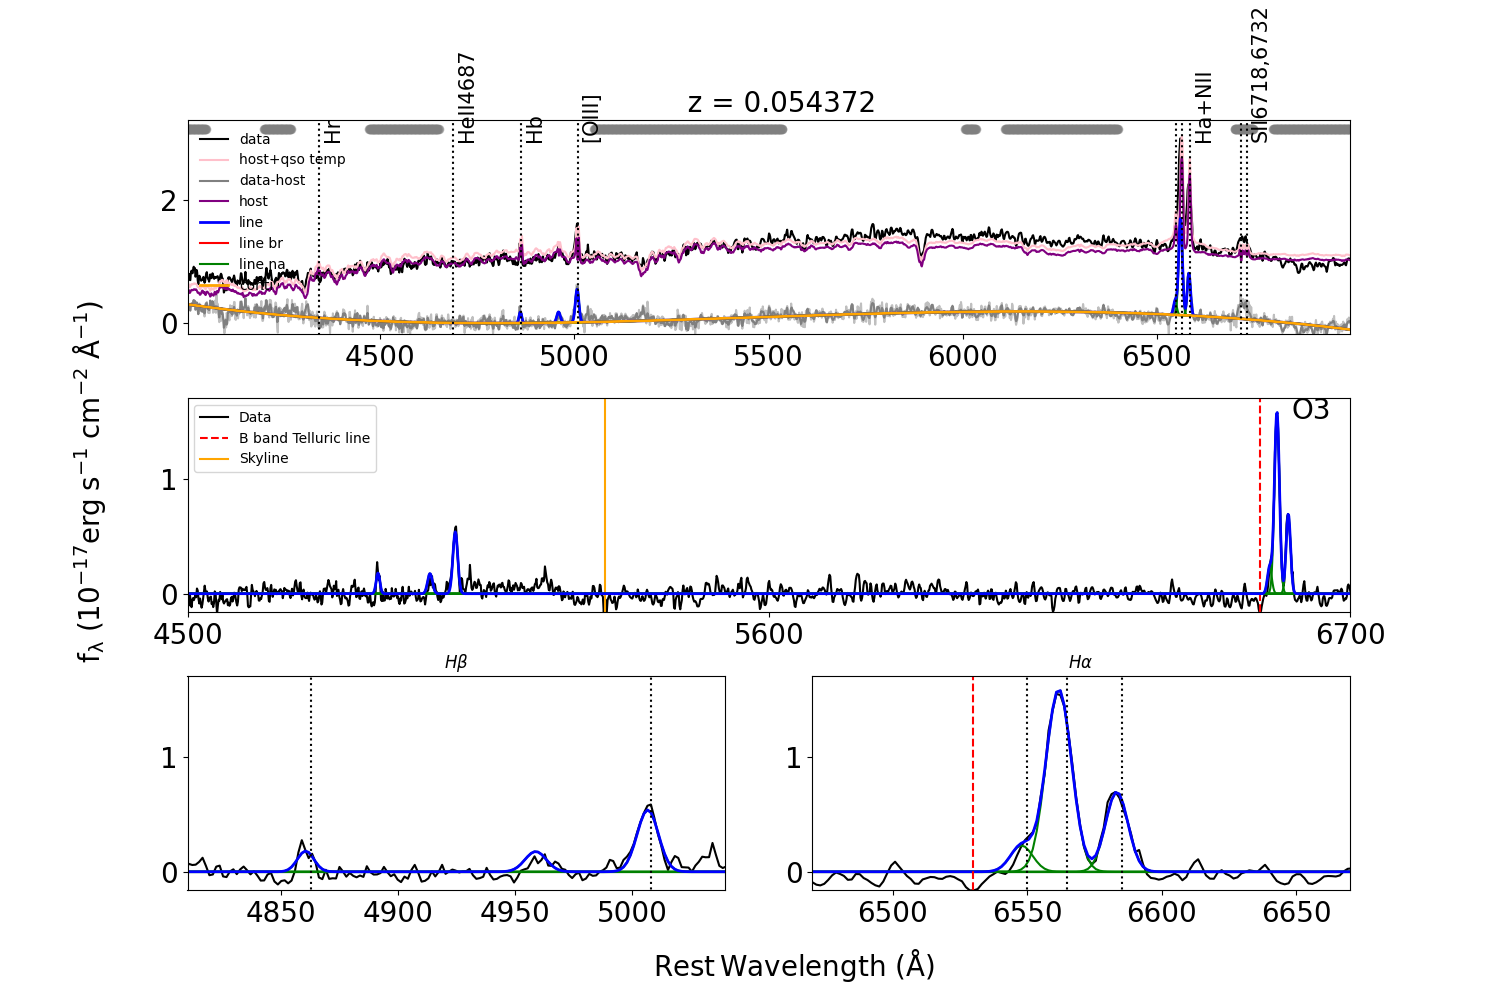 z = 0.054372
Hr
HeII4687
Hb
[OIII]
Ha+NII
SII6718,6732
data
host+qso temp
data-host
host
line
line br
line na
conti
2
0
4500 5000 5500 6000 6500
fλ (10⁻¹⁷erg s⁻¹ cm⁻² Å⁻¹)
Data
B band Telluric line
Skyline
O3
1
0
4500 5600 6700
Hβ
1
0
4850 4900 4950 5000
Hα
1
0
6500 6550 6600 6650
Rest Wavelength (Å)